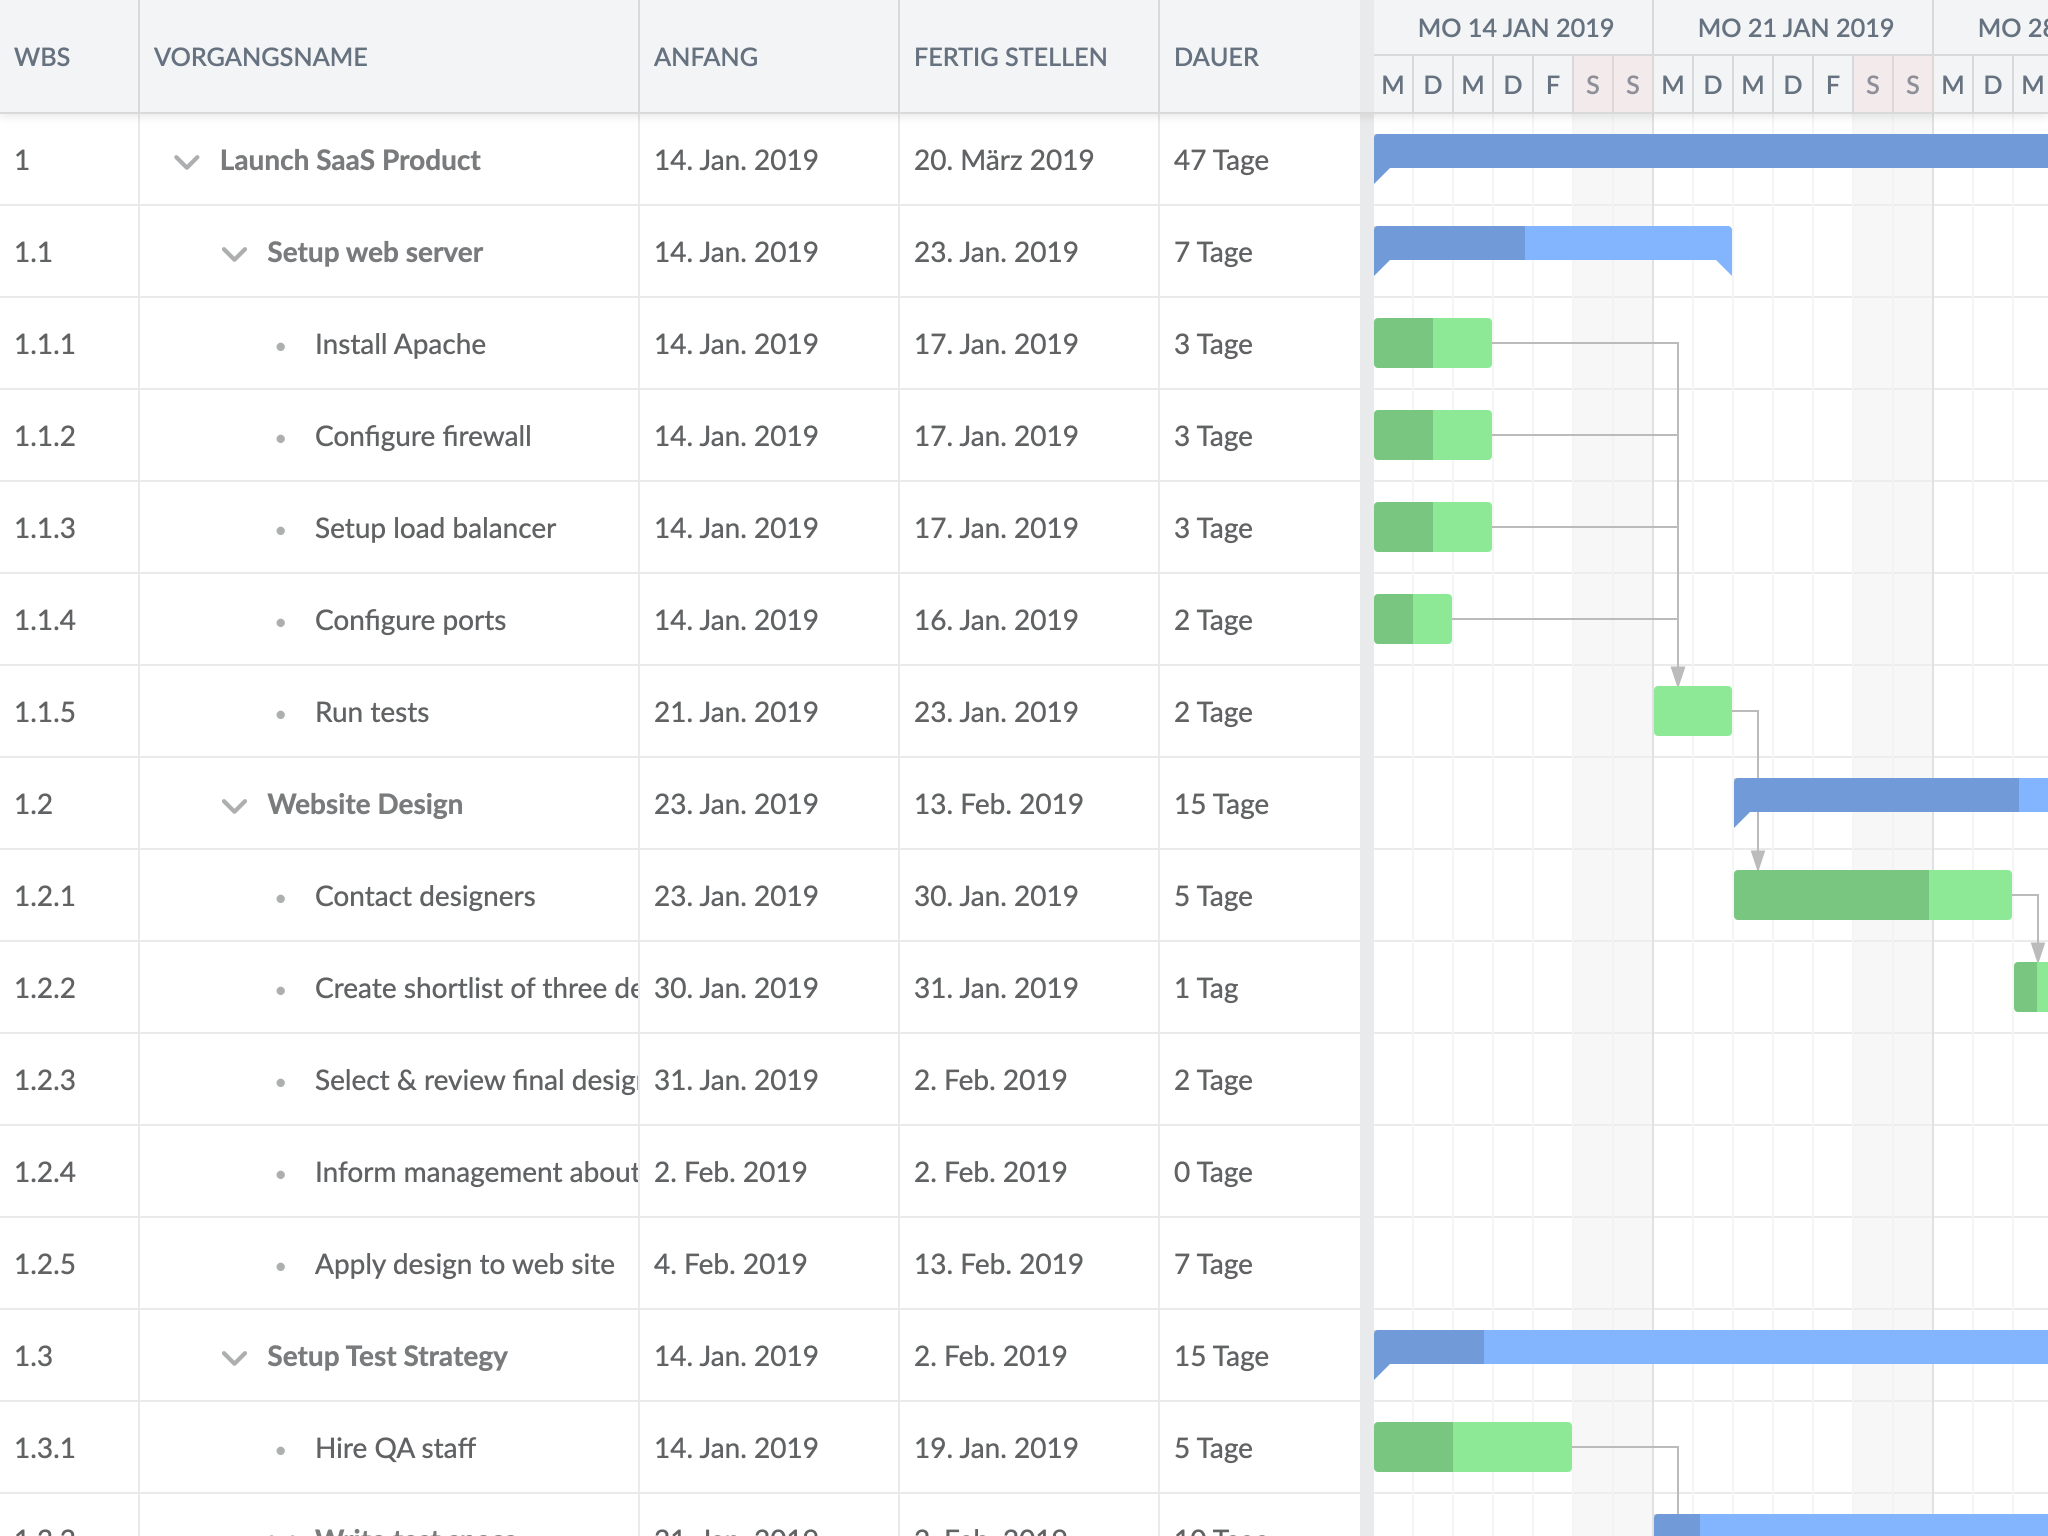 WBS VORGANGSNAME ANFANG FERTIG STELLEN DAUER
MO 14 JAN 2019 MO 21 JAN 2019 MO 28
M D M D F S S M D M D F S S M D M
1 Launch SaaS Product 14. Jan. 2019 20. März 2019 47 Tage
1.1 Setup web server 14. Jan. 2019 23. Jan. 2019 7 Tage
1.1.1 Install Apache 14. Jan. 2019 17. Jan. 2019 3 Tage
1.1.2 Configure firewall 14. Jan. 2019 17. Jan. 2019 3 Tage
1.1.3 Setup load balancer 14. Jan. 2019 17. Jan. 2019 3 Tage
1.1.4 Configure ports 14. Jan. 2019 16. Jan. 2019 2 Tage
1.1.5 Run tests 21. Jan. 2019 23. Jan. 2019 2 Tage
1.2 Website Design 23. Jan. 2019 13. Feb. 2019 15 Tage
1.2.1 Contact designers 23. Jan. 2019 30. Jan. 2019 5 Tage
1.2.2 Create shortlist of three de 30. Jan. 2019 31. Jan. 2019 1 Tag
1.2.3 Select & review final desig 31. Jan. 2019 2. Feb. 2019 2 Tage
1.2.4 Inform management about 2. Feb. 2019 2. Feb. 2019 0 Tage
1.2.5 Apply design to web site 4. Feb. 2019 13. Feb. 2019 7 Tage
1.3 Setup Test Strategy 14. Jan. 2019 2. Feb. 2019 15 Tage
1.3.1 Hire QA staff 14. Jan. 2019 19. Jan. 2019 5 Tage